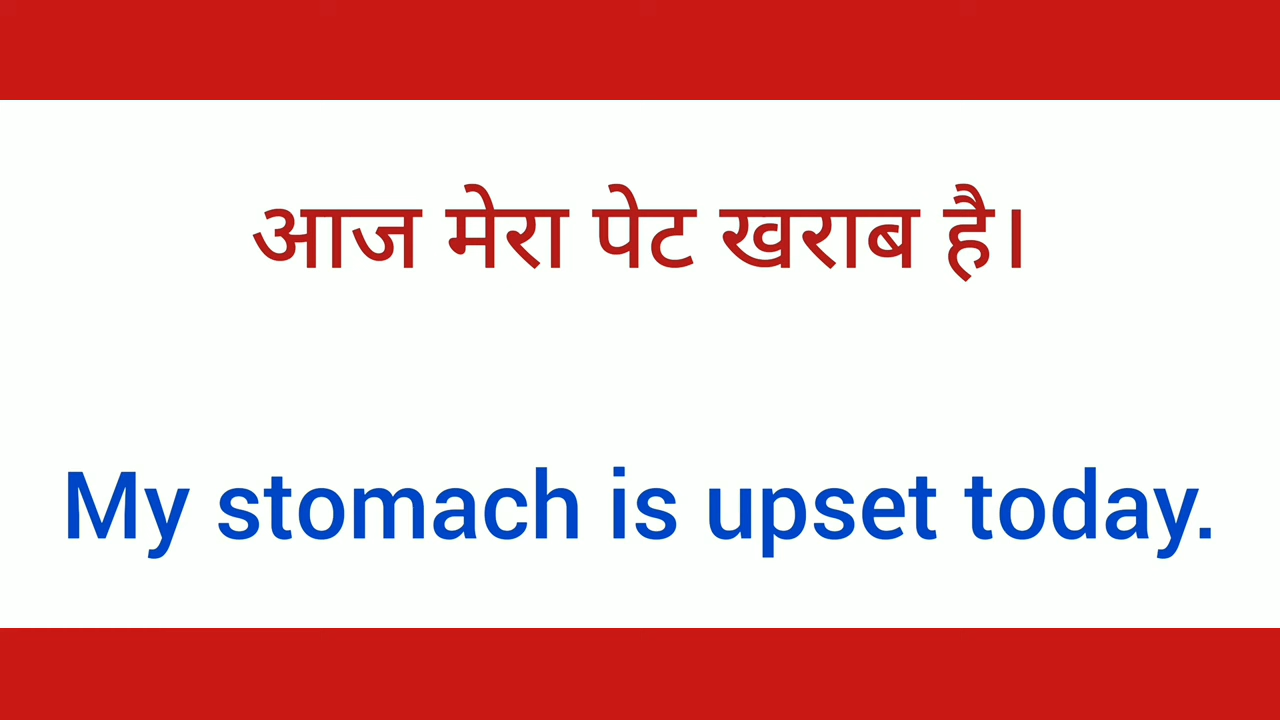 आज मेरा पेट खराब है।
My stomach is upset today.